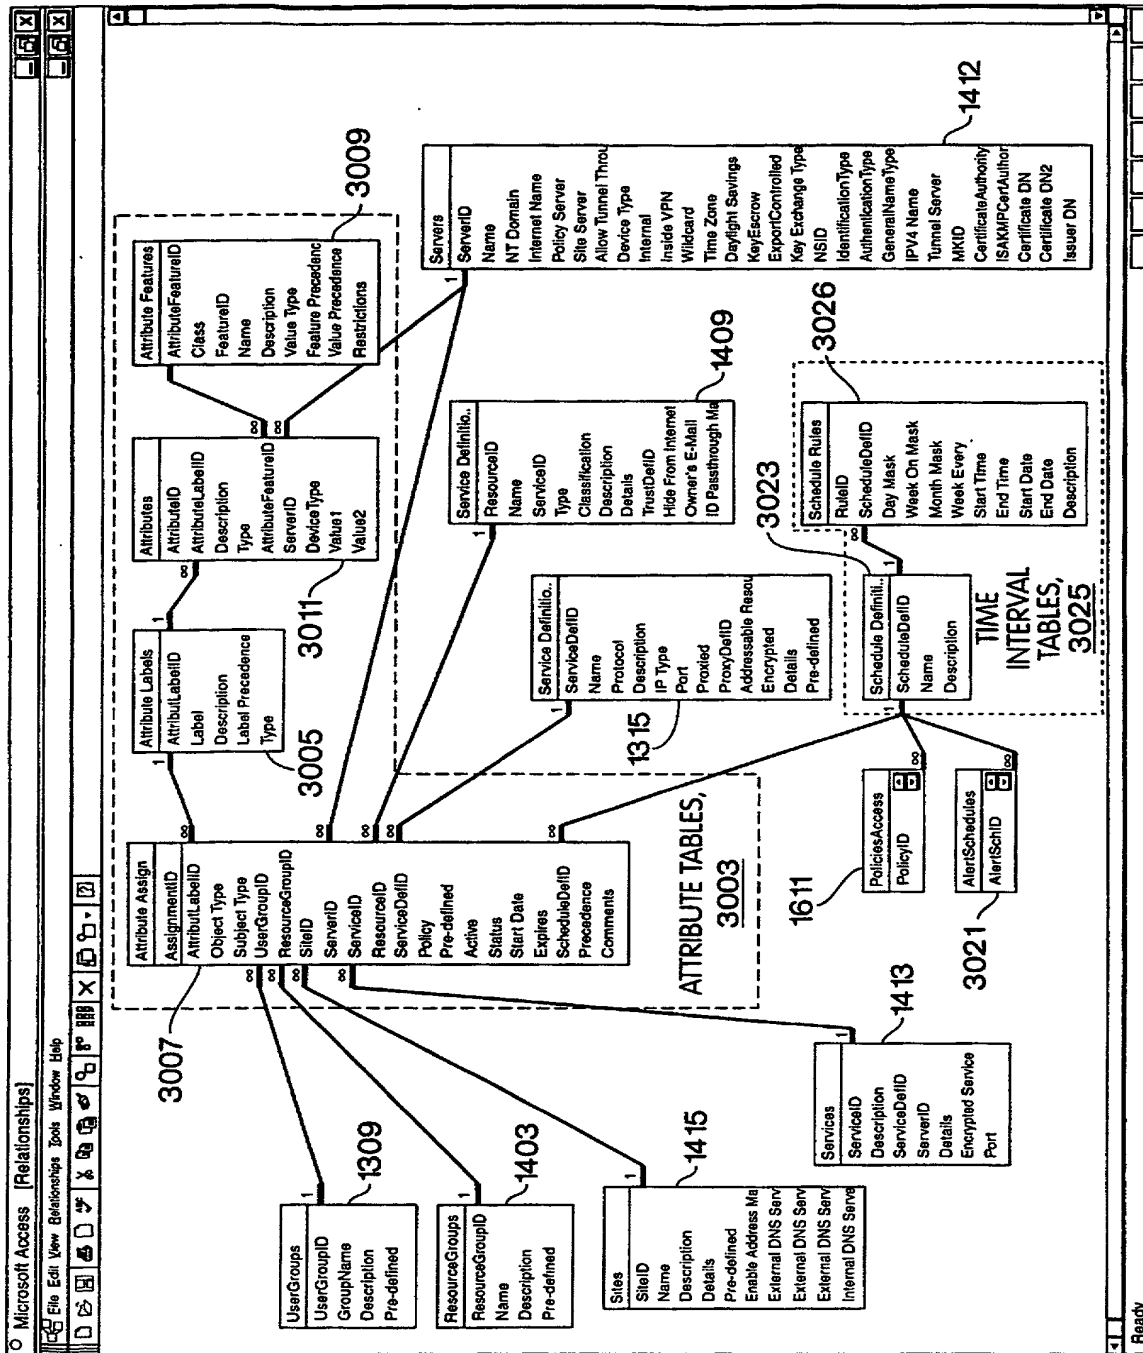 Microsoft Access [Relationships]
File Edit View Relationships Tools Window Help
UserGroups
UserGroupID
GroupName
Description
Pre-defined
1309
ResourceGroups
ResourceGroupID
Name
Description
Pre-defined
1403
Sites
SiteID
Name
Description
Details
Pre-defined
Enable Address Ma
External DNS Serv
External DNS Serv
External DNS Serv
Internal DNS Serve
1415
Services
ServiceID
Description
ServiceDefID
ServerID
Details
Encrypted Service
Port
1413
3007
Attribute Assign
AssignmentID
AttributLabelID
Object Type
Subject Type
UserGroupID
ResourceGroupID
SiteID
ServerID
ServiceID
ResourceID
ServiceDefID
Policy
Pre-defined
Active
Status
Start Date
Expires
ScheduleDefID
Precedence
Comments
ATTRIBUTE TABLES,
3003
Attribute Labels
AttributLabelID
Label
Description
Label Precedence
Type
3005
Attributes
AttributeID
AttributeLabelID
Description
Type
AttributeFeatureID
ServerID
DeviceType
Value1
Value2
3011
Attribute Features
AttributeFeatureID
Class
FeatureID
Name
Description
Value Type
Feature Precedenc
Value Precedence
Restrictions
3009
Servers
ServerID
Name
NT Domain
Internet Name
Policy Server
Site Server
Allow Tunnel Throu
Device Type
Internal
Inside VPN
Wildcard
Time Zone
Daylight Savings
KeyEscrow
ExportControlled
Key Exchange Type
NSID
IdentificationType
AuthenticationType
GeneralNameType
IPV4 Name
Tunnel Server
MKID
CertificateAuthority
ISAKMPCertAuthor
Certificate DN
Certificate DN2
Issuer DN
1412
Service Definitio..
ResourceID
Name
ServiceID
Type
Classification
Description
Details
TrustDefID
Hide From Internet
Owner's E-Mail
ID Passthrough Ma
1409
Service Definitio..
ServiceDefID
Name
Protocol
Description
IP Type
Port
Proxied
ProxyDefID
Addressable Resou
Encrypted
Details
Pre-defined
1315
PoliciesAccess
PolicyID
1611
AlertSchedules
AlertSchID
3021
Schedule Definiti..
ScheduleDefID
Name
Description
3023
Schedule Rules
RuleID
ScheduleDefID
Day Mask
Week On Mask
Month Mask
Week Every
Start Time
End Time
Start Date
End Date
Description
3026
TIME
INTERVAL
TABLES,
3025
Ready